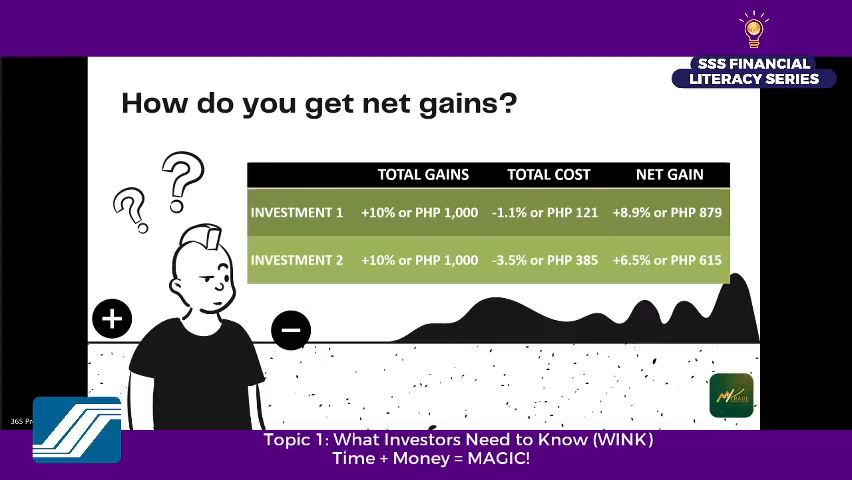 SSS FINANCIAL
LITERACY SERIES
How do you get net gains?
TOTAL GAINS TOTAL COST NET GAIN
INVESTMENT 1 +10% or PHP 1,000 -1.1% or PHP 121 +8.9% or PHP 879
INVESTMENT 2 +10% or PHP 1,000 -3.5% or PHP 385 +6.5% or PHP 615
365
TRADE
Topic 1: What Investors Need to Know (WINK)
Time + Money = MAGIC!